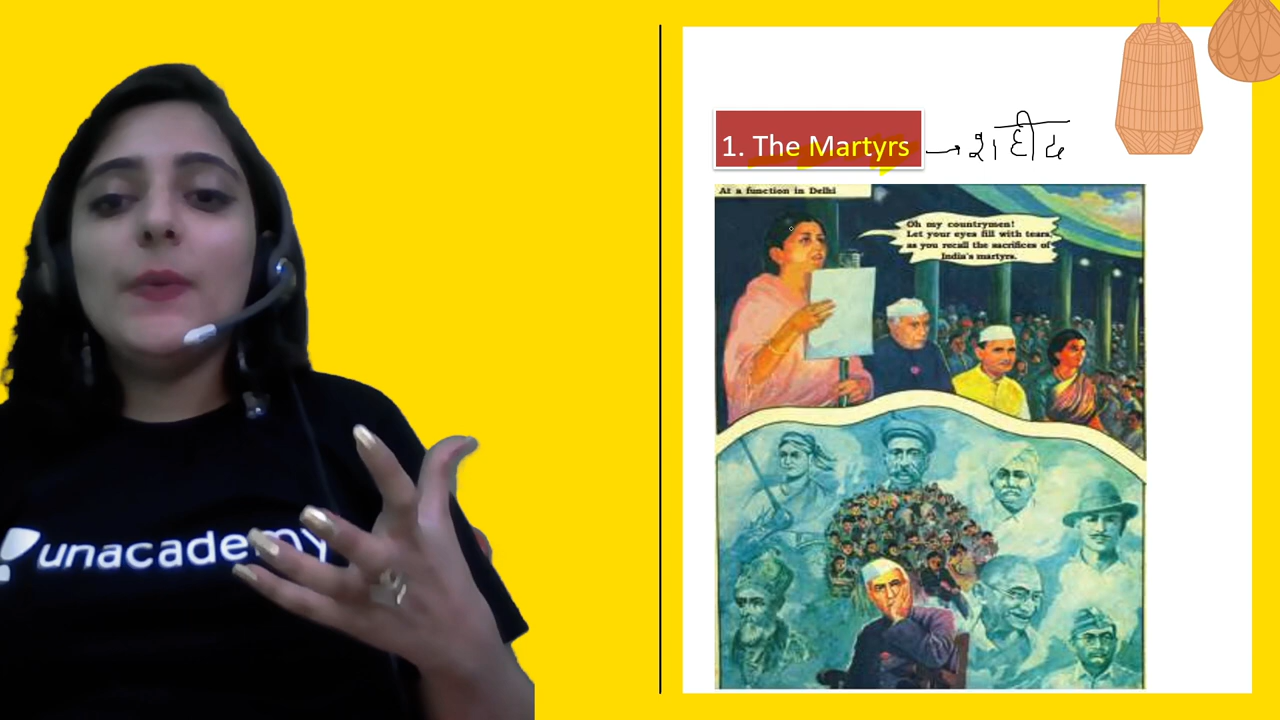 unacademy
1. The Martyrs → शहीद
At a function in Delhi
Oh my countrymen!
Let your eyes fill with tears,
as you recall the sacrifices of
India's martyrs.